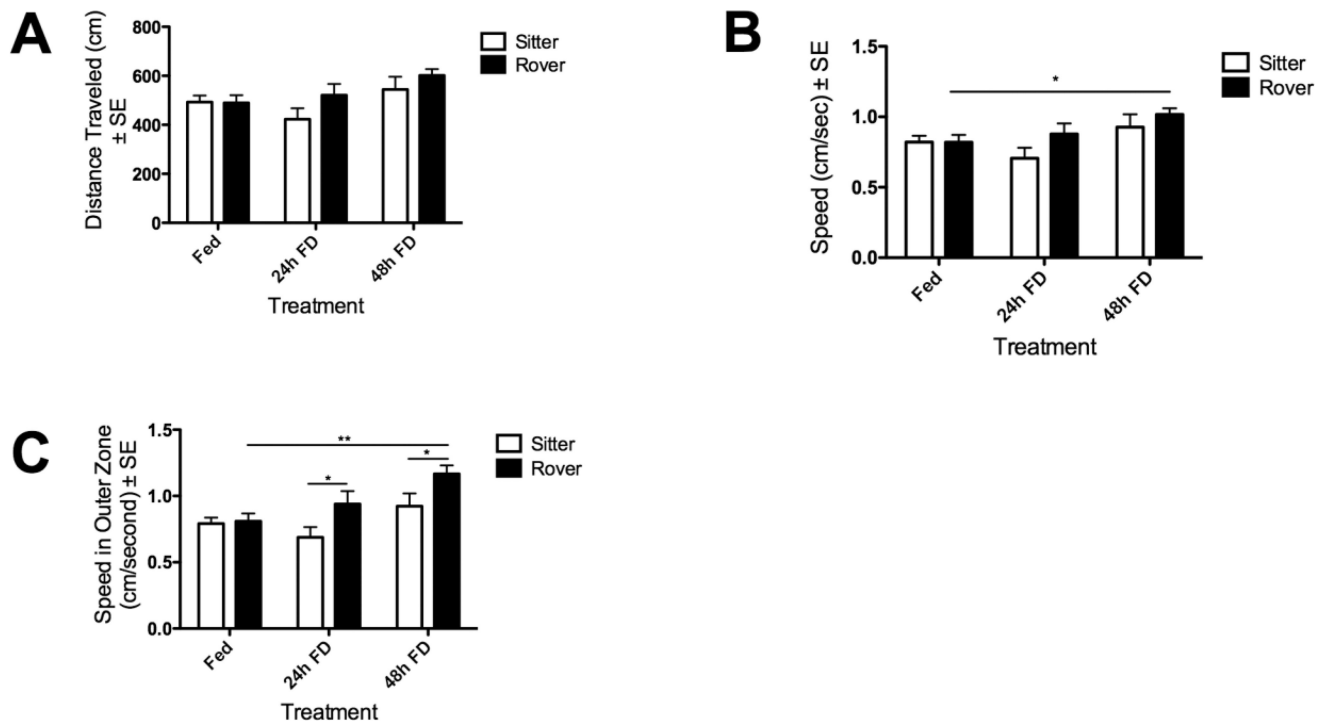 A
Distance Traveled (cm)
± SE
800
600
400
200
0
Fed
24h FD
48h FD
Treatment
Sitter
Rover
B
Speed (cm/sec) ± SE
1.5
1.0
0.5
0.0
*
Fed
24h FD
48h FD
Treatment
Sitter
Rover
C
Speed in Outer Zone
(cm/second) ± SE
1.5
1.0
0.5
0.0
**
*
*
Fed
24h FD
48h FD
Treatment
Sitter
Rover